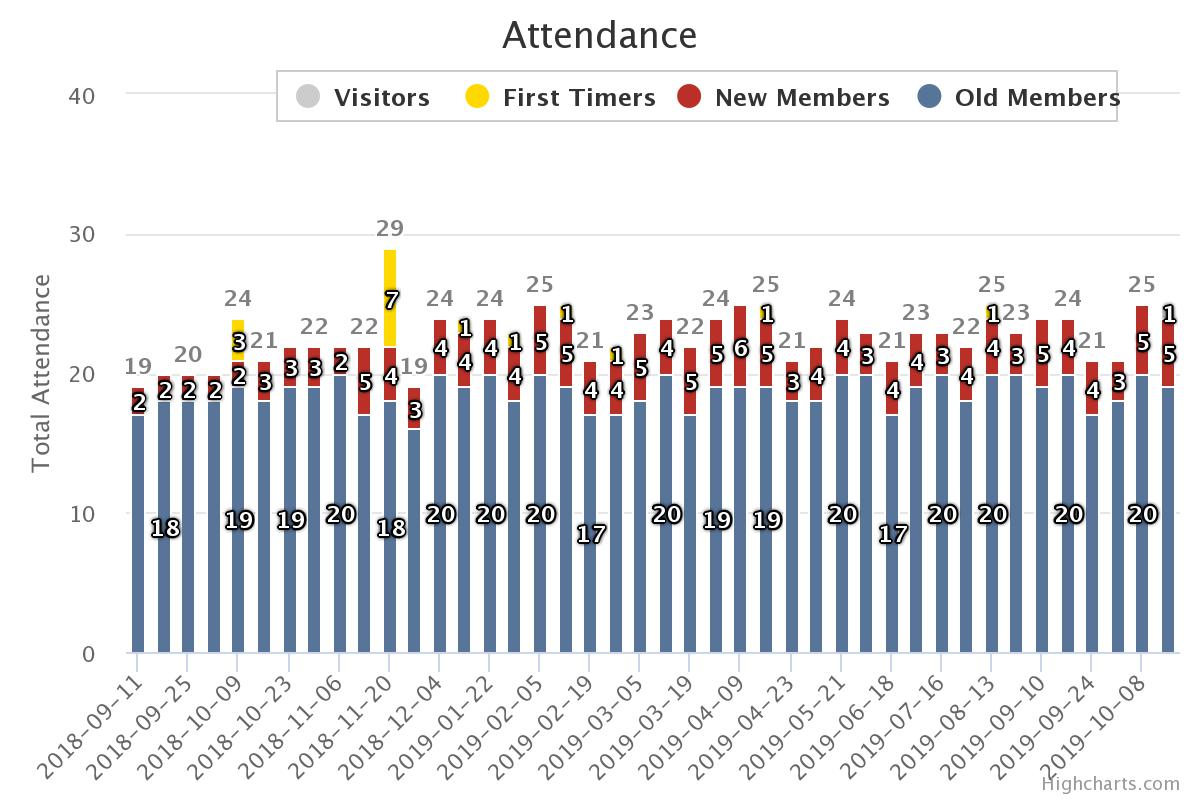 Attendance
Visitors First Timers New Members Old Members
Total Attendance
40
30
20
10
0
29
25 25 25 25
24 24 24 24 24 24
23 23 23
22 22 22 22
21 21 21 21 21
20
19 19
7
3 1 1 1 1 1 1 1
2 2 2 2 2 3 3 3 2 5 4 3 4 4 4 4 5 5 4 4 5 4 5 5 6 5 3 4 4 3 4 4 3 4 4 3 5 4 4 3 5 5
18 19 19 20 18 20 20 20 17 20 19 19 20 17 20 20 20 20
2018-09-11
2018-09-25
2018-10-09
2018-10-23
2018-11-06
2018-11-20
2018-12-04
2019-01-22
2019-02-05
2019-02-19
2019-03-05
2019-03-19
2019-04-09
2019-04-23
2019-05-21
2019-06-18
2019-07-16
2019-08-13
2019-09-10
2019-09-24
2019-10-08
Highcharts.com